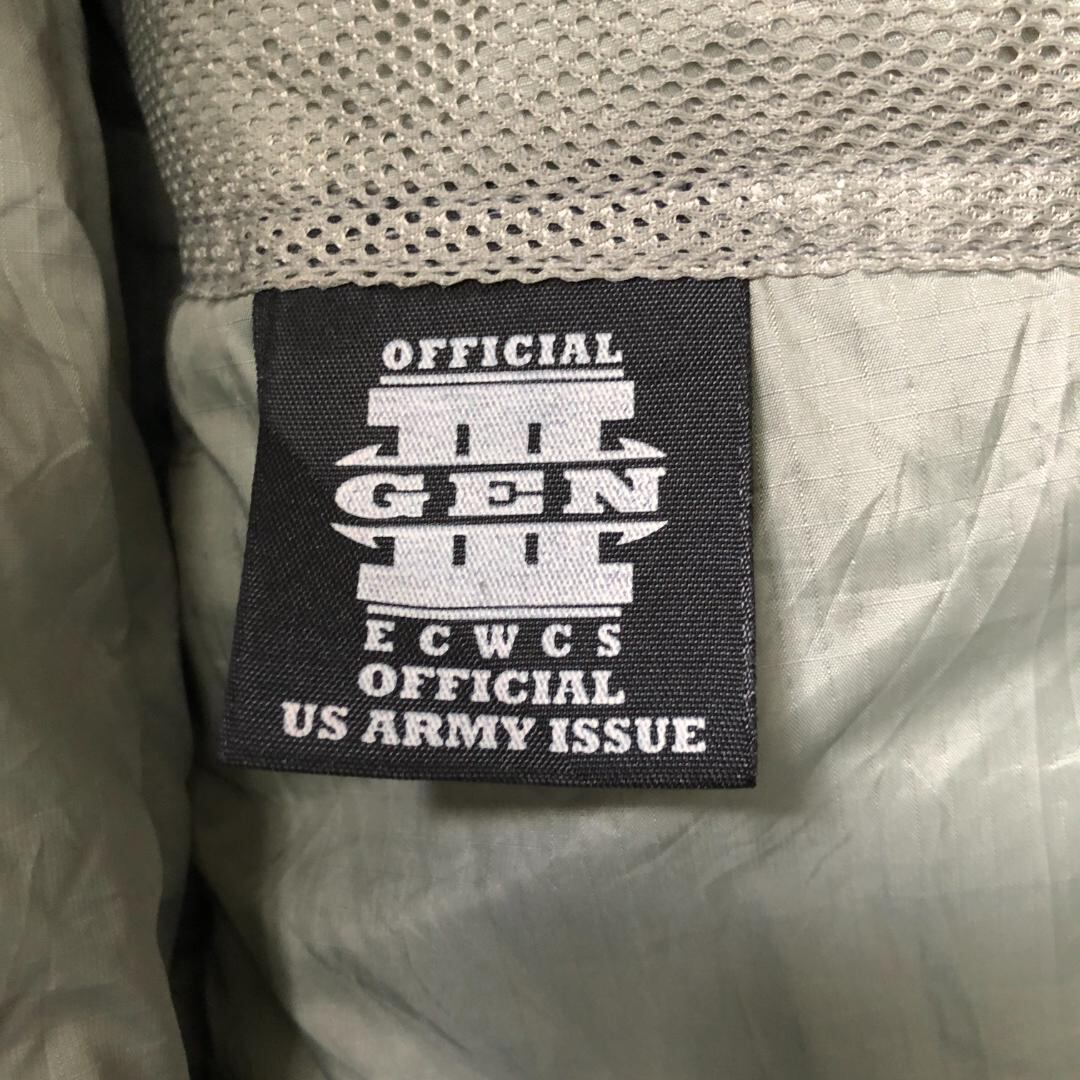 OFFICIAL
III
GEN
III
ECWCS
OFFICIAL
US ARMY ISSUE